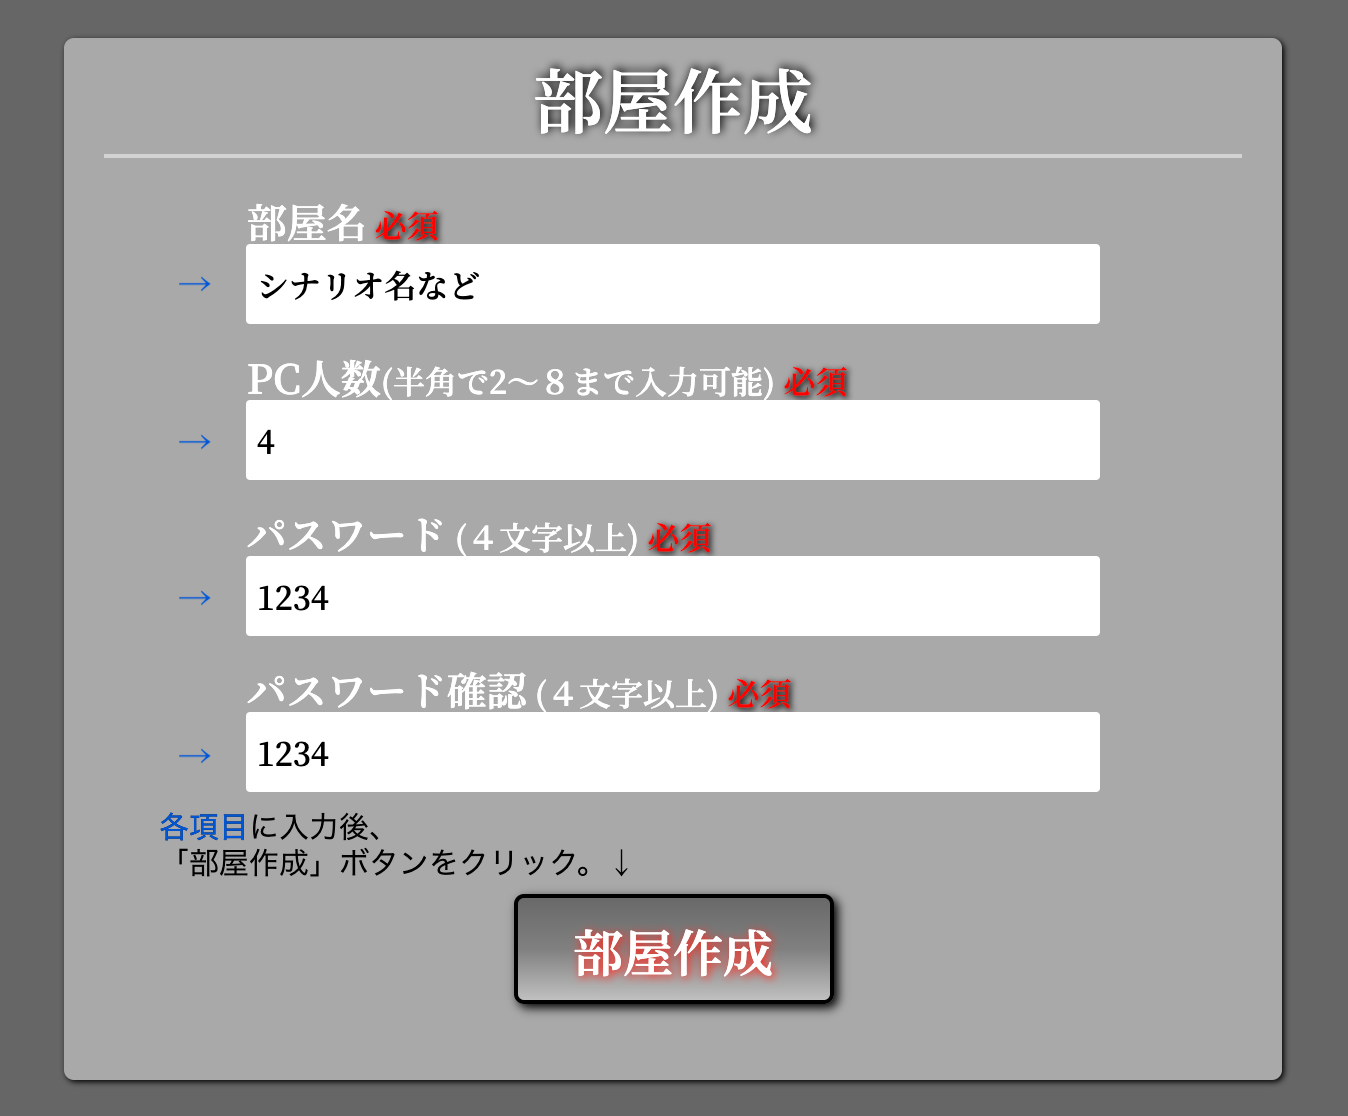 部屋作成
部屋名 必須
→ シナリオ名など
PC人数(半角で2〜８まで入力可能) 必須
→ 4
パスワード (４文字以上) 必須
→ 1234
パスワード確認 (４文字以上) 必須
→ 1234
各項目に入力後、
「部屋作成」ボタンをクリック。↓
部屋作成